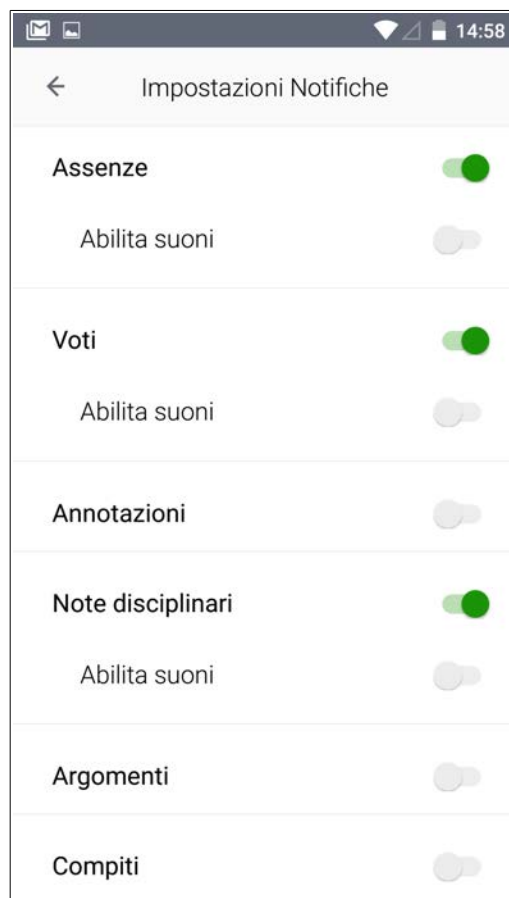 14:58
Impostazioni Notifiche
Assenze
Abilita suoni
Voti
Abilita suoni
Annotazioni
Note disciplinari
Abilita suoni
Argomenti
Compiti